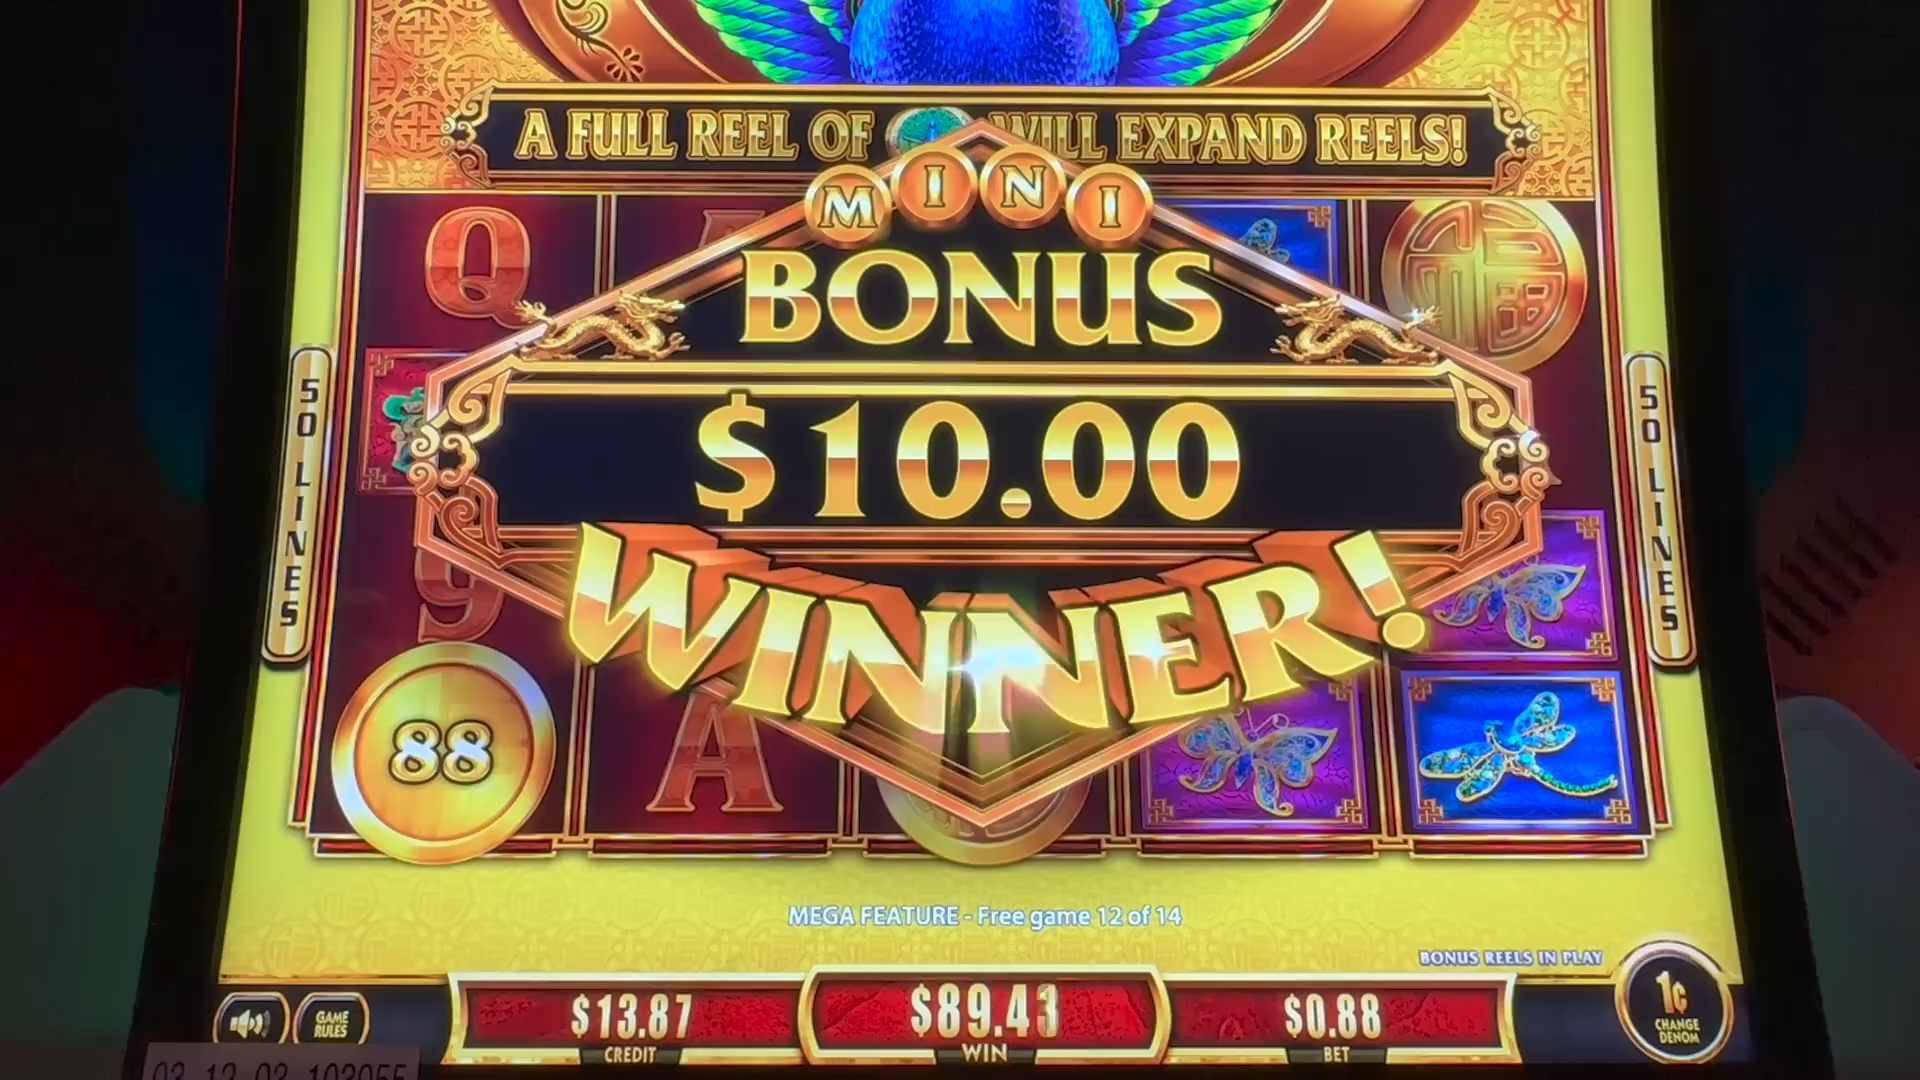 A FULL REEL OF WILL EXPAND REELS!
MINI
BONUS
$10.00
WINNER!
Q
福
9
88
A
50 LINES
50 LINES
MEGA FEATURE - Free game 12 of 14
BONUS REELS IN PLAY
GAME RULES
$13.87
CREDIT
$89.43
WIN
$0.88
BET
1¢
CHANGE DENOM